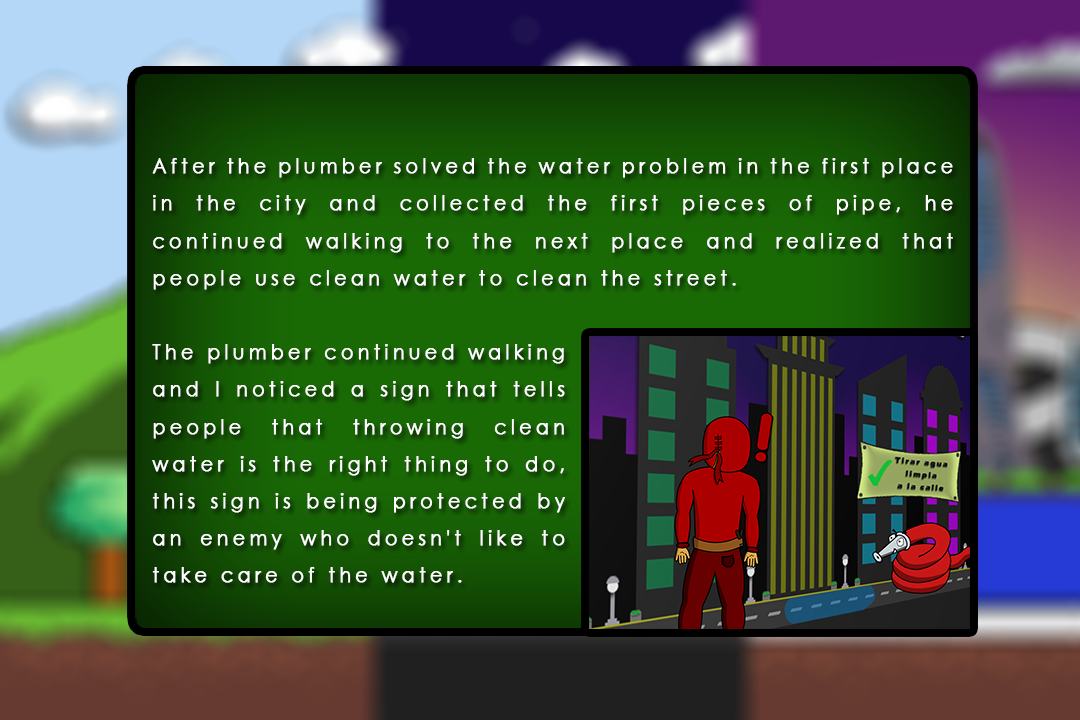 After the plumber solved the water problem in the first place
in the city and collected the first pieces of pipe, he
continued walking to the next place and realized that
people use clean water to clean the street.
The plumber continued walking
and I noticed a sign that tells
people that throwing clean
water is the right thing to do,
this sign is being protected by
an enemy who doesn't like to
take care of the water.
Tirar agua
limpia
a la calle